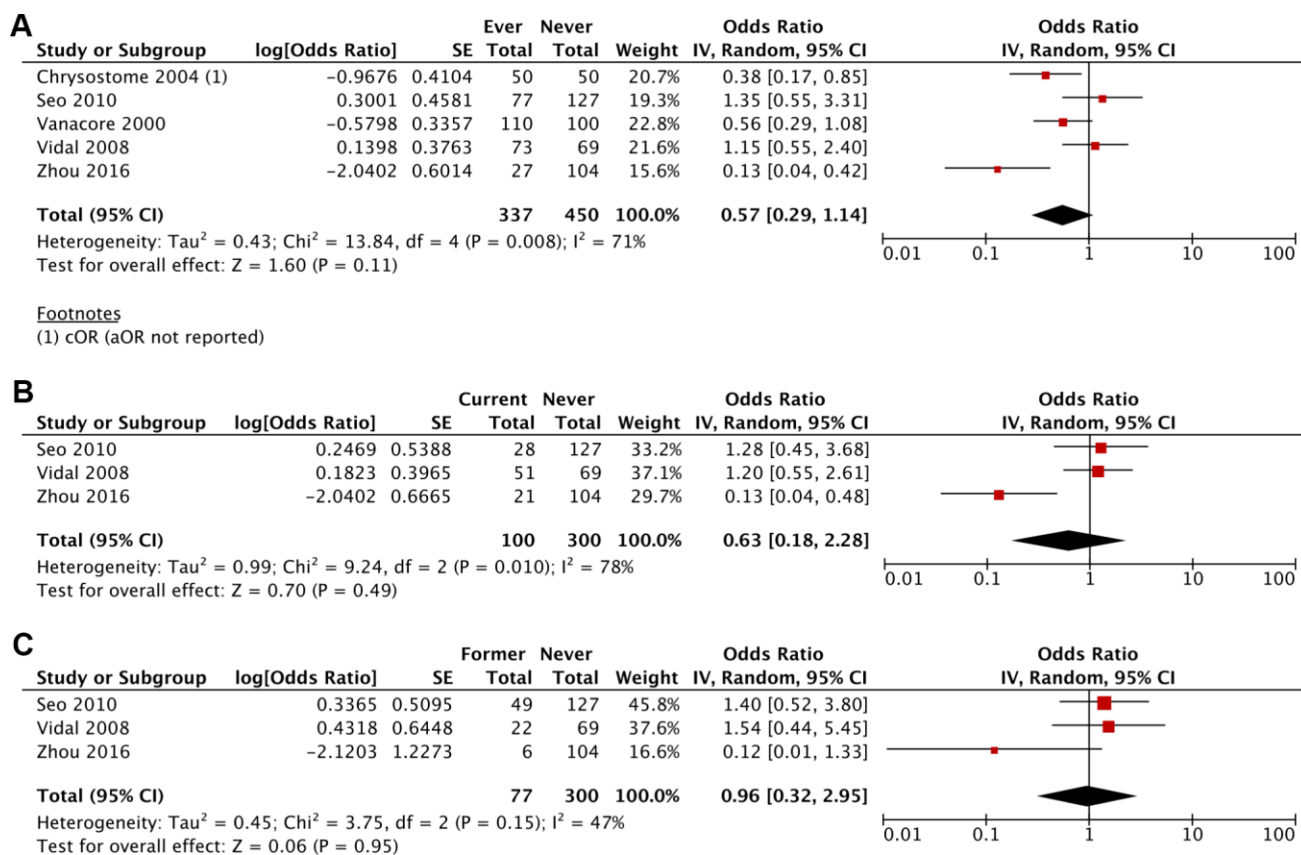 A
Ever Never Odds Ratio Odds Ratio
Study or Subgroup log[Odds Ratio] SE Total Total Weight IV, Random, 95% CI IV, Random, 95% CI
Chrysostome 2004 (1) −0.9676 0.4104 50 50 20.7% 0.38 [0.17, 0.85]
Seo 2010 0.3001 0.4581 77 127 19.3% 1.35 [0.55, 3.31]
Vanacore 2000 −0.5798 0.3357 110 100 22.8% 0.56 [0.29, 1.08]
Vidal 2008 0.1398 0.3763 73 69 21.6% 1.15 [0.55, 2.40]
Zhou 2016 −2.0402 0.6014 27 104 15.6% 0.13 [0.04, 0.42]
Total (95% CI) 337 450 100.0% 0.57 [0.29, 1.14]
Heterogeneity: Tau² = 0.43; Chi² = 13.84, df = 4 (P = 0.008); I² = 71%
Test for overall effect: Z = 1.60 (P = 0.11)
0.01 0.1 1 10 100
Footnotes
(1) cOR (aOR not reported)
B
Current Never Odds Ratio Odds Ratio
Study or Subgroup log[Odds Ratio] SE Total Total Weight IV, Random, 95% CI IV, Random, 95% CI
Seo 2010 0.2469 0.5388 28 127 33.2% 1.28 [0.45, 3.68]
Vidal 2008 0.1823 0.3965 51 69 37.1% 1.20 [0.55, 2.61]
Zhou 2016 −2.0402 0.6665 21 104 29.7% 0.13 [0.04, 0.48]
Total (95% CI) 100 300 100.0% 0.63 [0.18, 2.28]
Heterogeneity: Tau² = 0.99; Chi² = 9.24, df = 2 (P = 0.010); I² = 78%
Test for overall effect: Z = 0.70 (P = 0.49)
0.01 0.1 1 10 100
C
Former Never Odds Ratio Odds Ratio
Study or Subgroup log[Odds Ratio] SE Total Total Weight IV, Random, 95% CI IV, Random, 95% CI
Seo 2010 0.3365 0.5095 49 127 45.8% 1.40 [0.52, 3.80]
Vidal 2008 0.4318 0.6448 22 69 37.6% 1.54 [0.44, 5.45]
Zhou 2016 −2.1203 1.2273 6 104 16.6% 0.12 [0.01, 1.33]
Total (95% CI) 77 300 100.0% 0.96 [0.32, 2.95]
Heterogeneity: Tau² = 0.45; Chi² = 3.75, df = 2 (P = 0.15); I² = 47%
Test for overall effect: Z = 0.06 (P = 0.95)
0.01 0.1 1 10 100